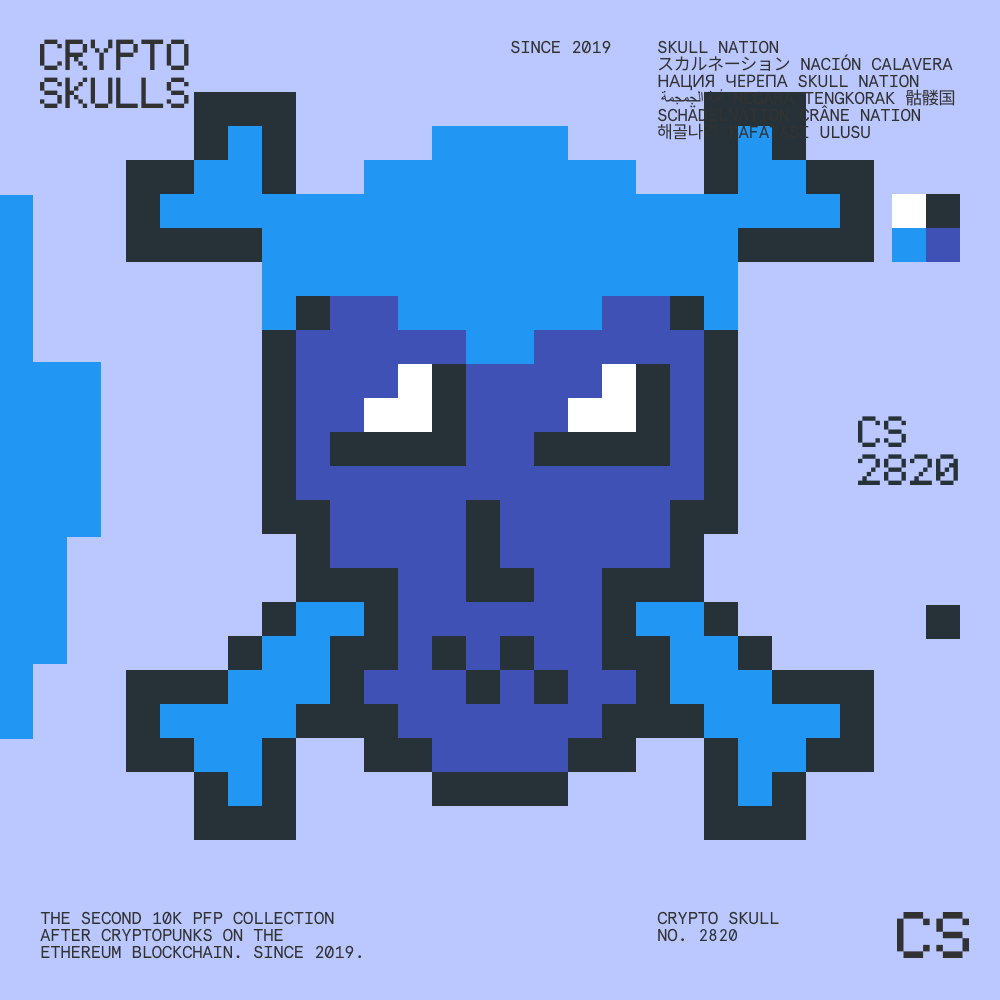 CRYPTO
SKULLS
SINCE 2019
SKULL NATION
スカルネーション NACIÓN CALAVERA
НАЦИЯ ЧЕРЕПА SKULL NATION
الجمجمة TENGKORAK 骷髅国
CRÂNE NATION
ULUSU
CS
2820
THE SECOND 10K PFP COLLECTION
AFTER CRYPTOPUNKS ON THE
ETHEREUM BLOCKCHAIN. SINCE 2019.
CRYPTO SKULL
NO. 2820
CS